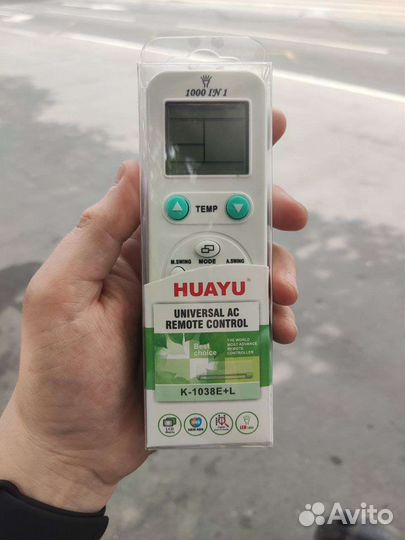 1000 IN 1
TEMP
M.SWING MODE A.SWING
HUAYU
UNIVERSAL AC
REMOTE CONTROL
Best
choice
THE WORLD
MOST ADVANCE
REMOTE
CONTROLLER
K-1038E+L
LCD
Avito